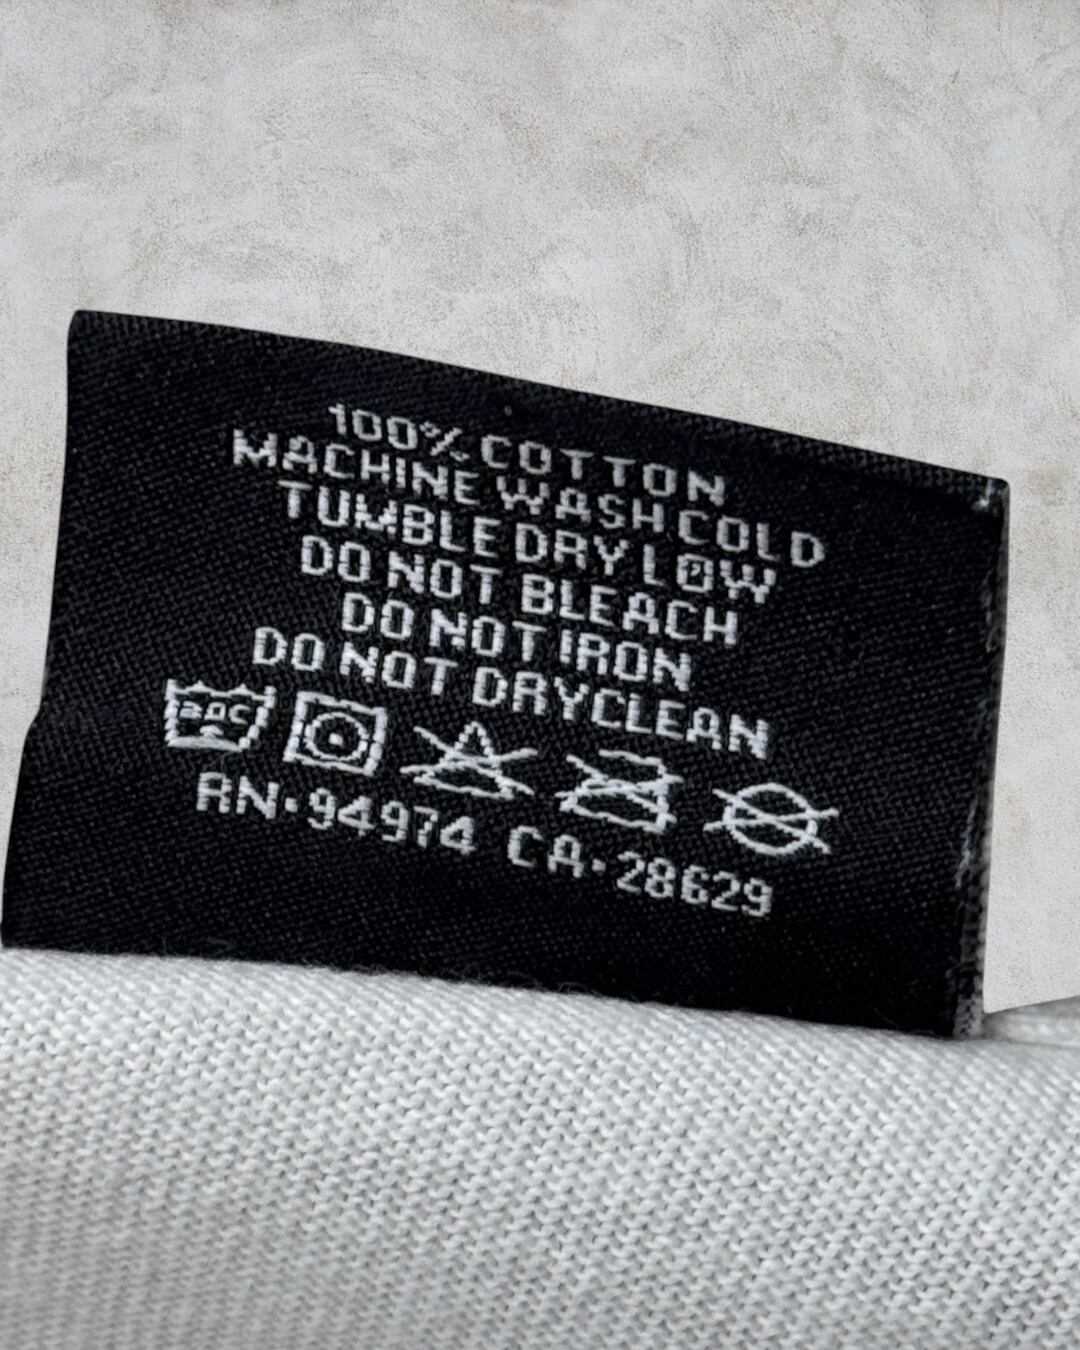 100% COTTON
MACHINE WASH COLD
TUMBLE DRY LOW
DO NOT BLEACH
DO NOT IRON
DO NOT DRYCLEAN
RN·94974 CA·28629